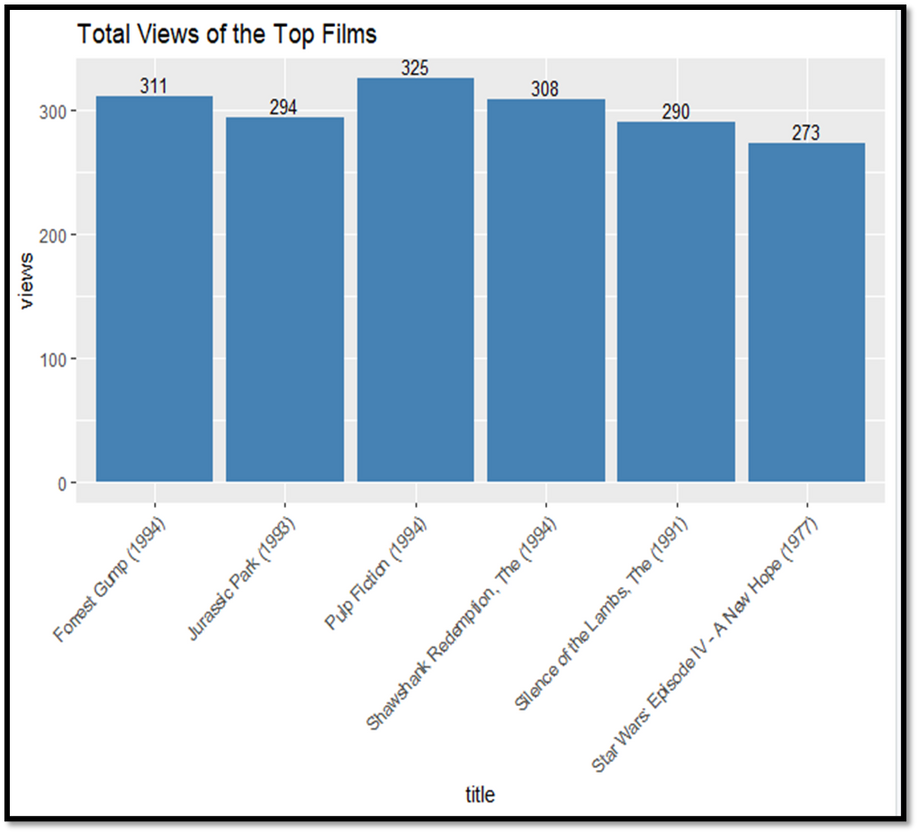 Total Views of the Top Films
325
311
308
294
290
273
300
200
100
0
views
Forrest Gump (1994)
Jurassic Park (1993)
Pulp Fiction (1994)
Shawshank Redemption, The (1994)
Silence of the Lambs, The (1991)
Star Wars: Episode IV - A New Hope (1977)
title